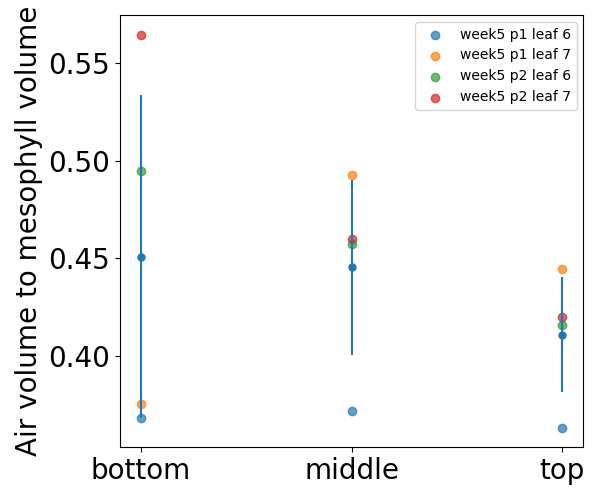 Air volume to mesophyll volume
0.55
0.50
0.45
0.40
week5 p1 leaf 6
week5 p1 leaf 7
week5 p2 leaf 6
week5 p2 leaf 7
bottom
middle
top